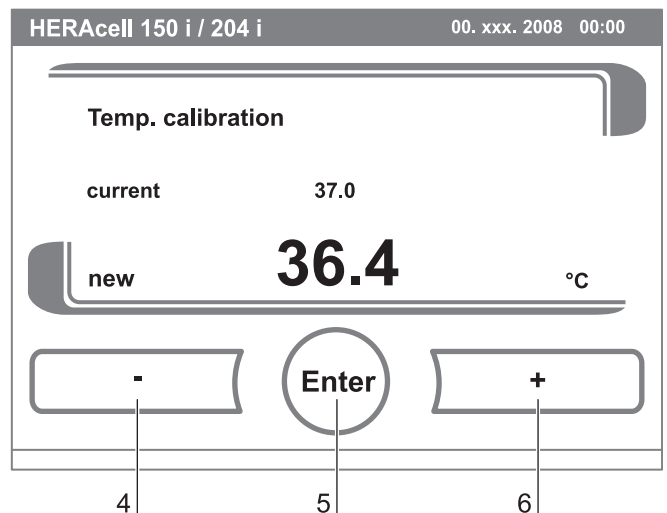 HERAcell 150 i / 204 i 00. xxx. 2008 00:00
Temp. calibration
current 37.0
new 36.4 °C
- Enter +
4 5 6